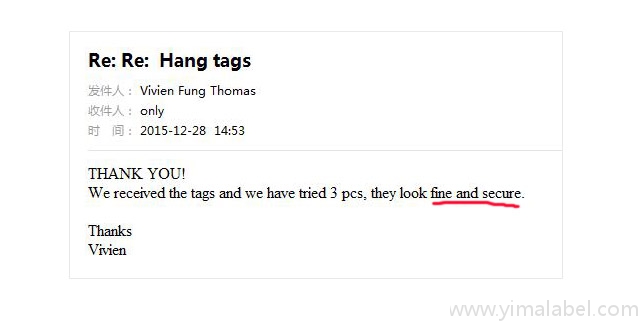 Re: Re: Hang tags
发件人： Vivien Fung Thomas
收件人： only
时 间： 2015-12-28 14:53
THANK YOU!
We received the tags and we have tried 3 pcs, they look fine and secure.
Thanks
Vivien
www.yimalabel.com